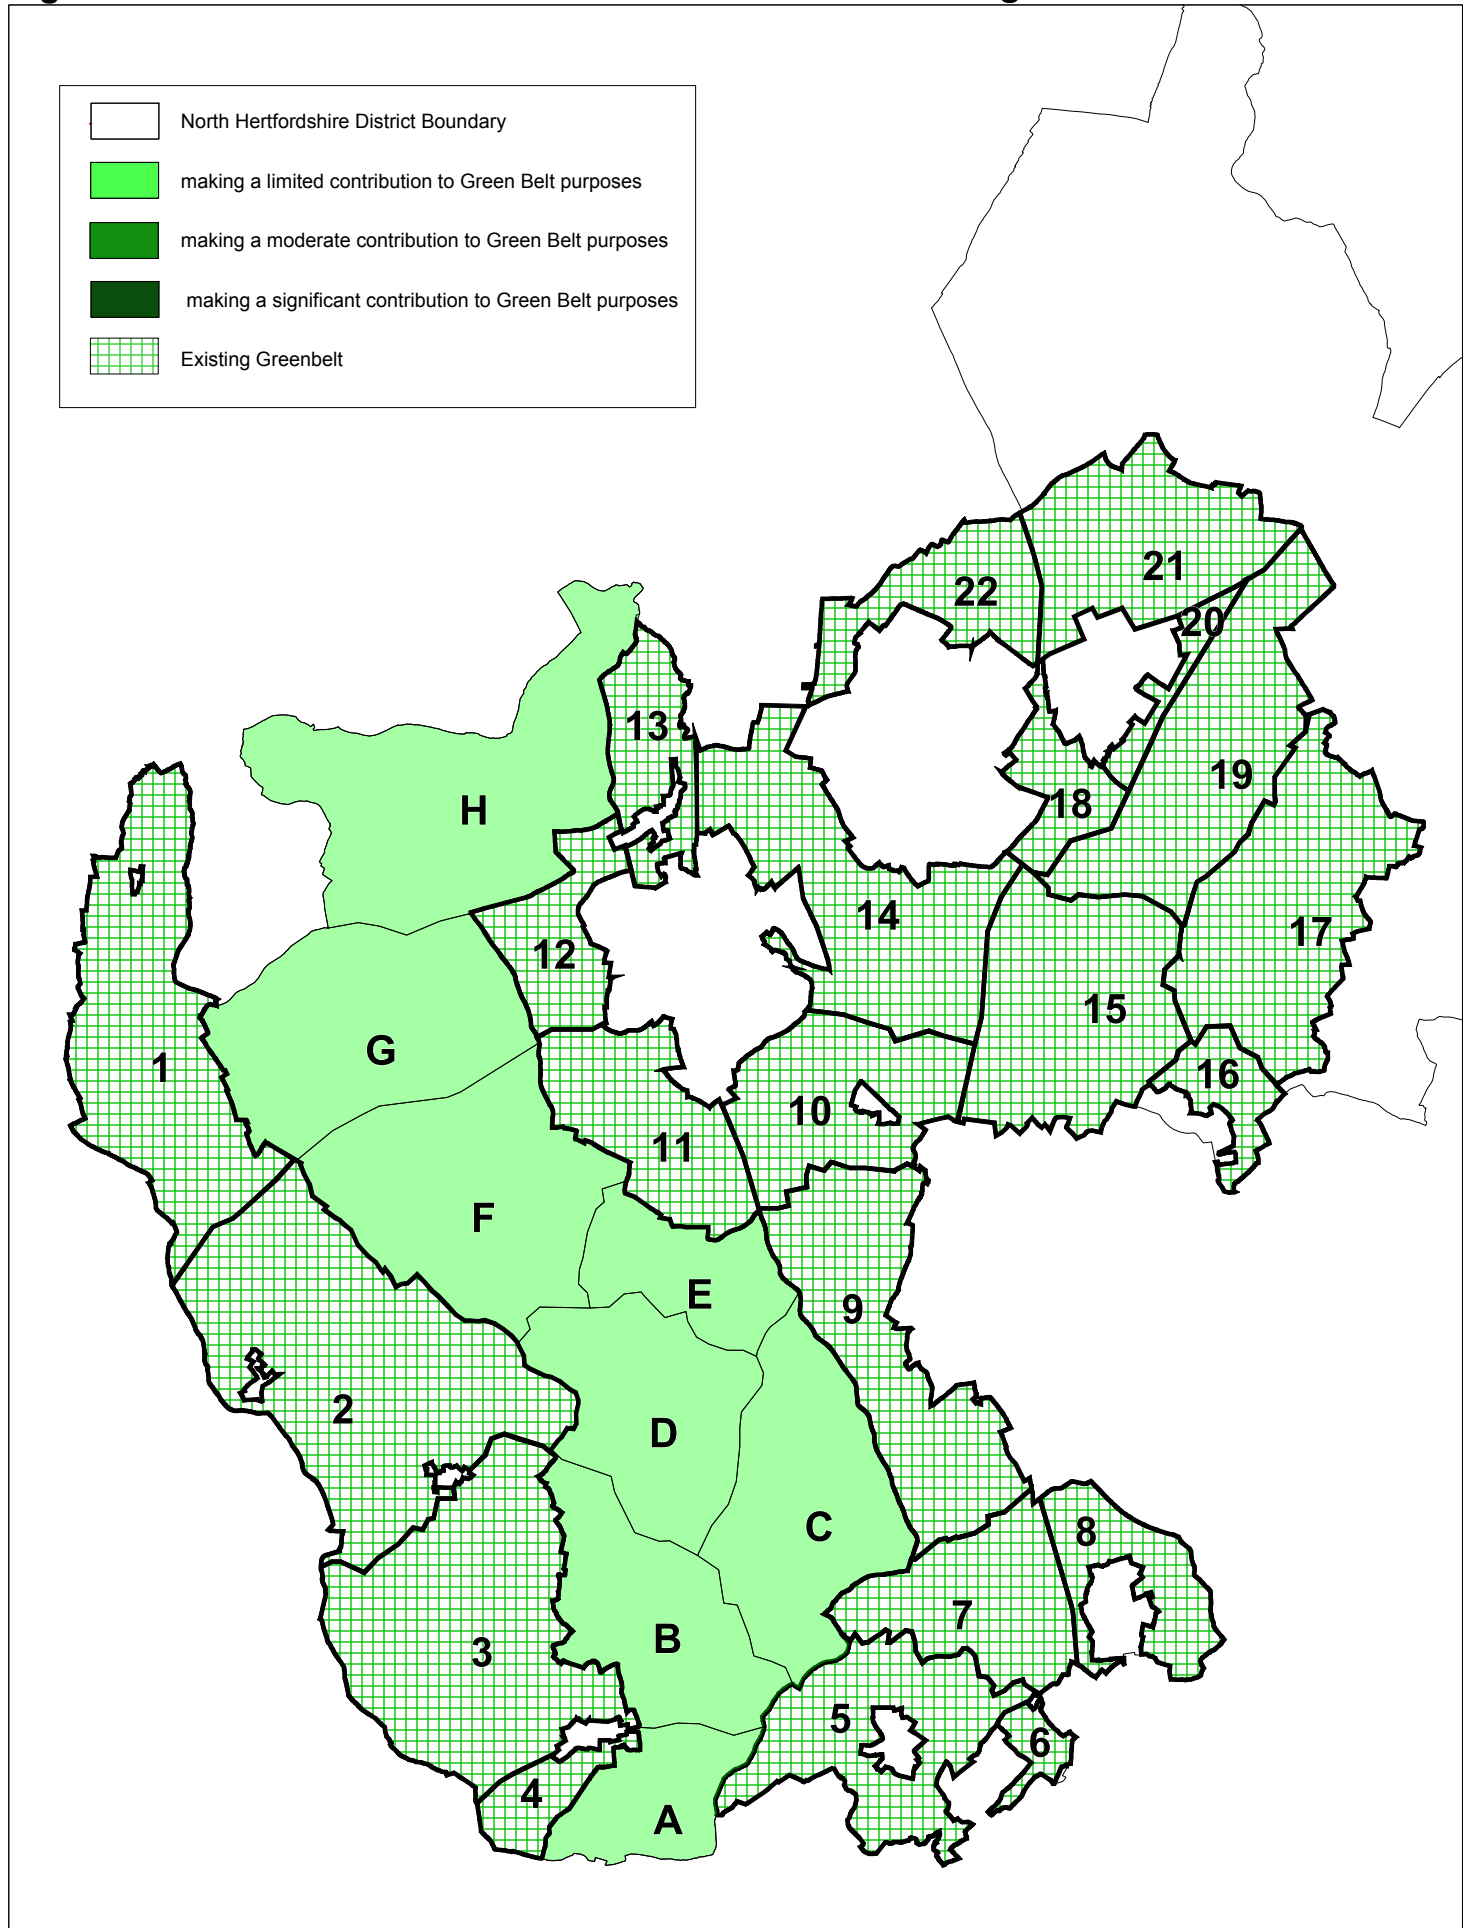 North Hertfordshire District Boundary
making a limited contribution to Green Belt purposes
making a moderate contribution to Green Belt purposes
making a significant contribution to Green Belt purposes
Existing Greenbelt
21
22
20
13
19
H
18
14
17
12
15
G
1
16
10
11
F
E
9
2
D
C
8
7
B
3
5
6
4
A